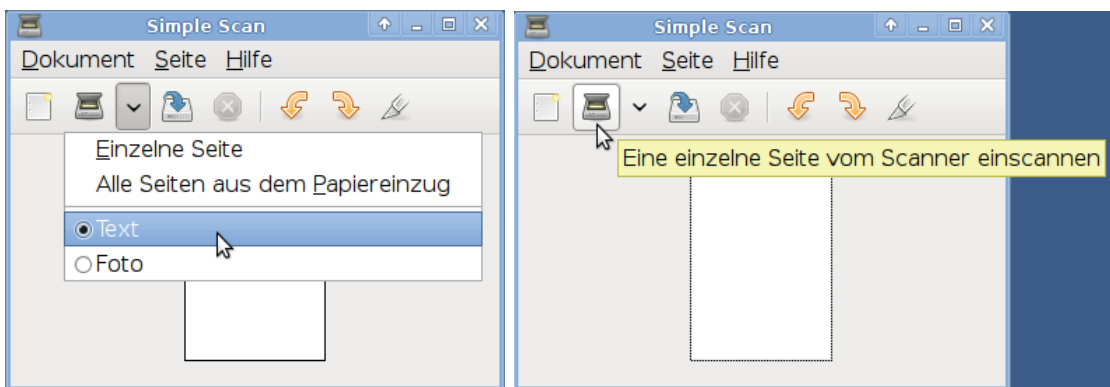 Simple Scan
Dokument Seite Hilfe
Einzelne Seite
Alle Seiten aus dem Papiereinzug
Text
Foto
Simple Scan
Dokument Seite Hilfe
Eine einzelne Seite vom Scanner einscannen